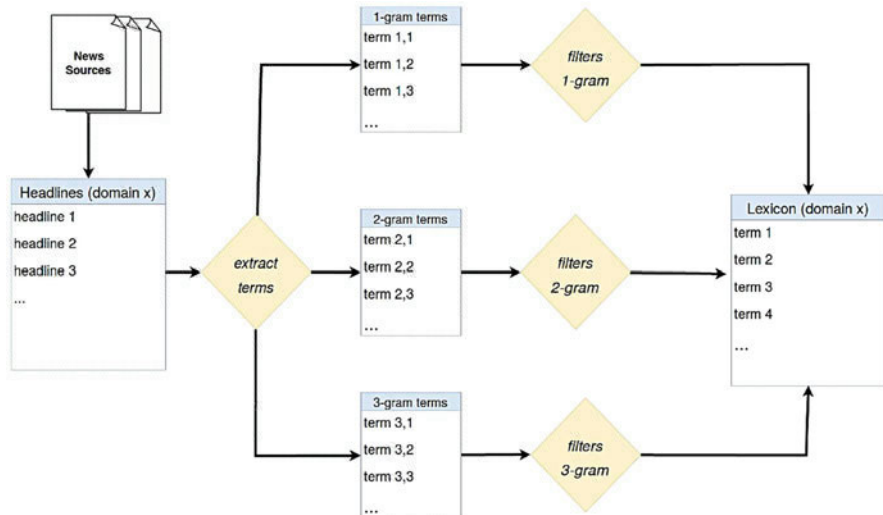 News
Sources
Headlines (domain x)
headline 1
headline 2
headline 3
...
extract
terms
1-gram terms
term 1,1
term 1,2
term 1,3
...
filters
1-gram
2-gram terms
term 2,1
term 2,2
term 2,3
...
filters
2-gram
3-gram terms
term 3,1
term 3,2
term 3,3
...
filters
3-gram
Lexicon (domain x)
term 1
term 2
term 3
term 4
...